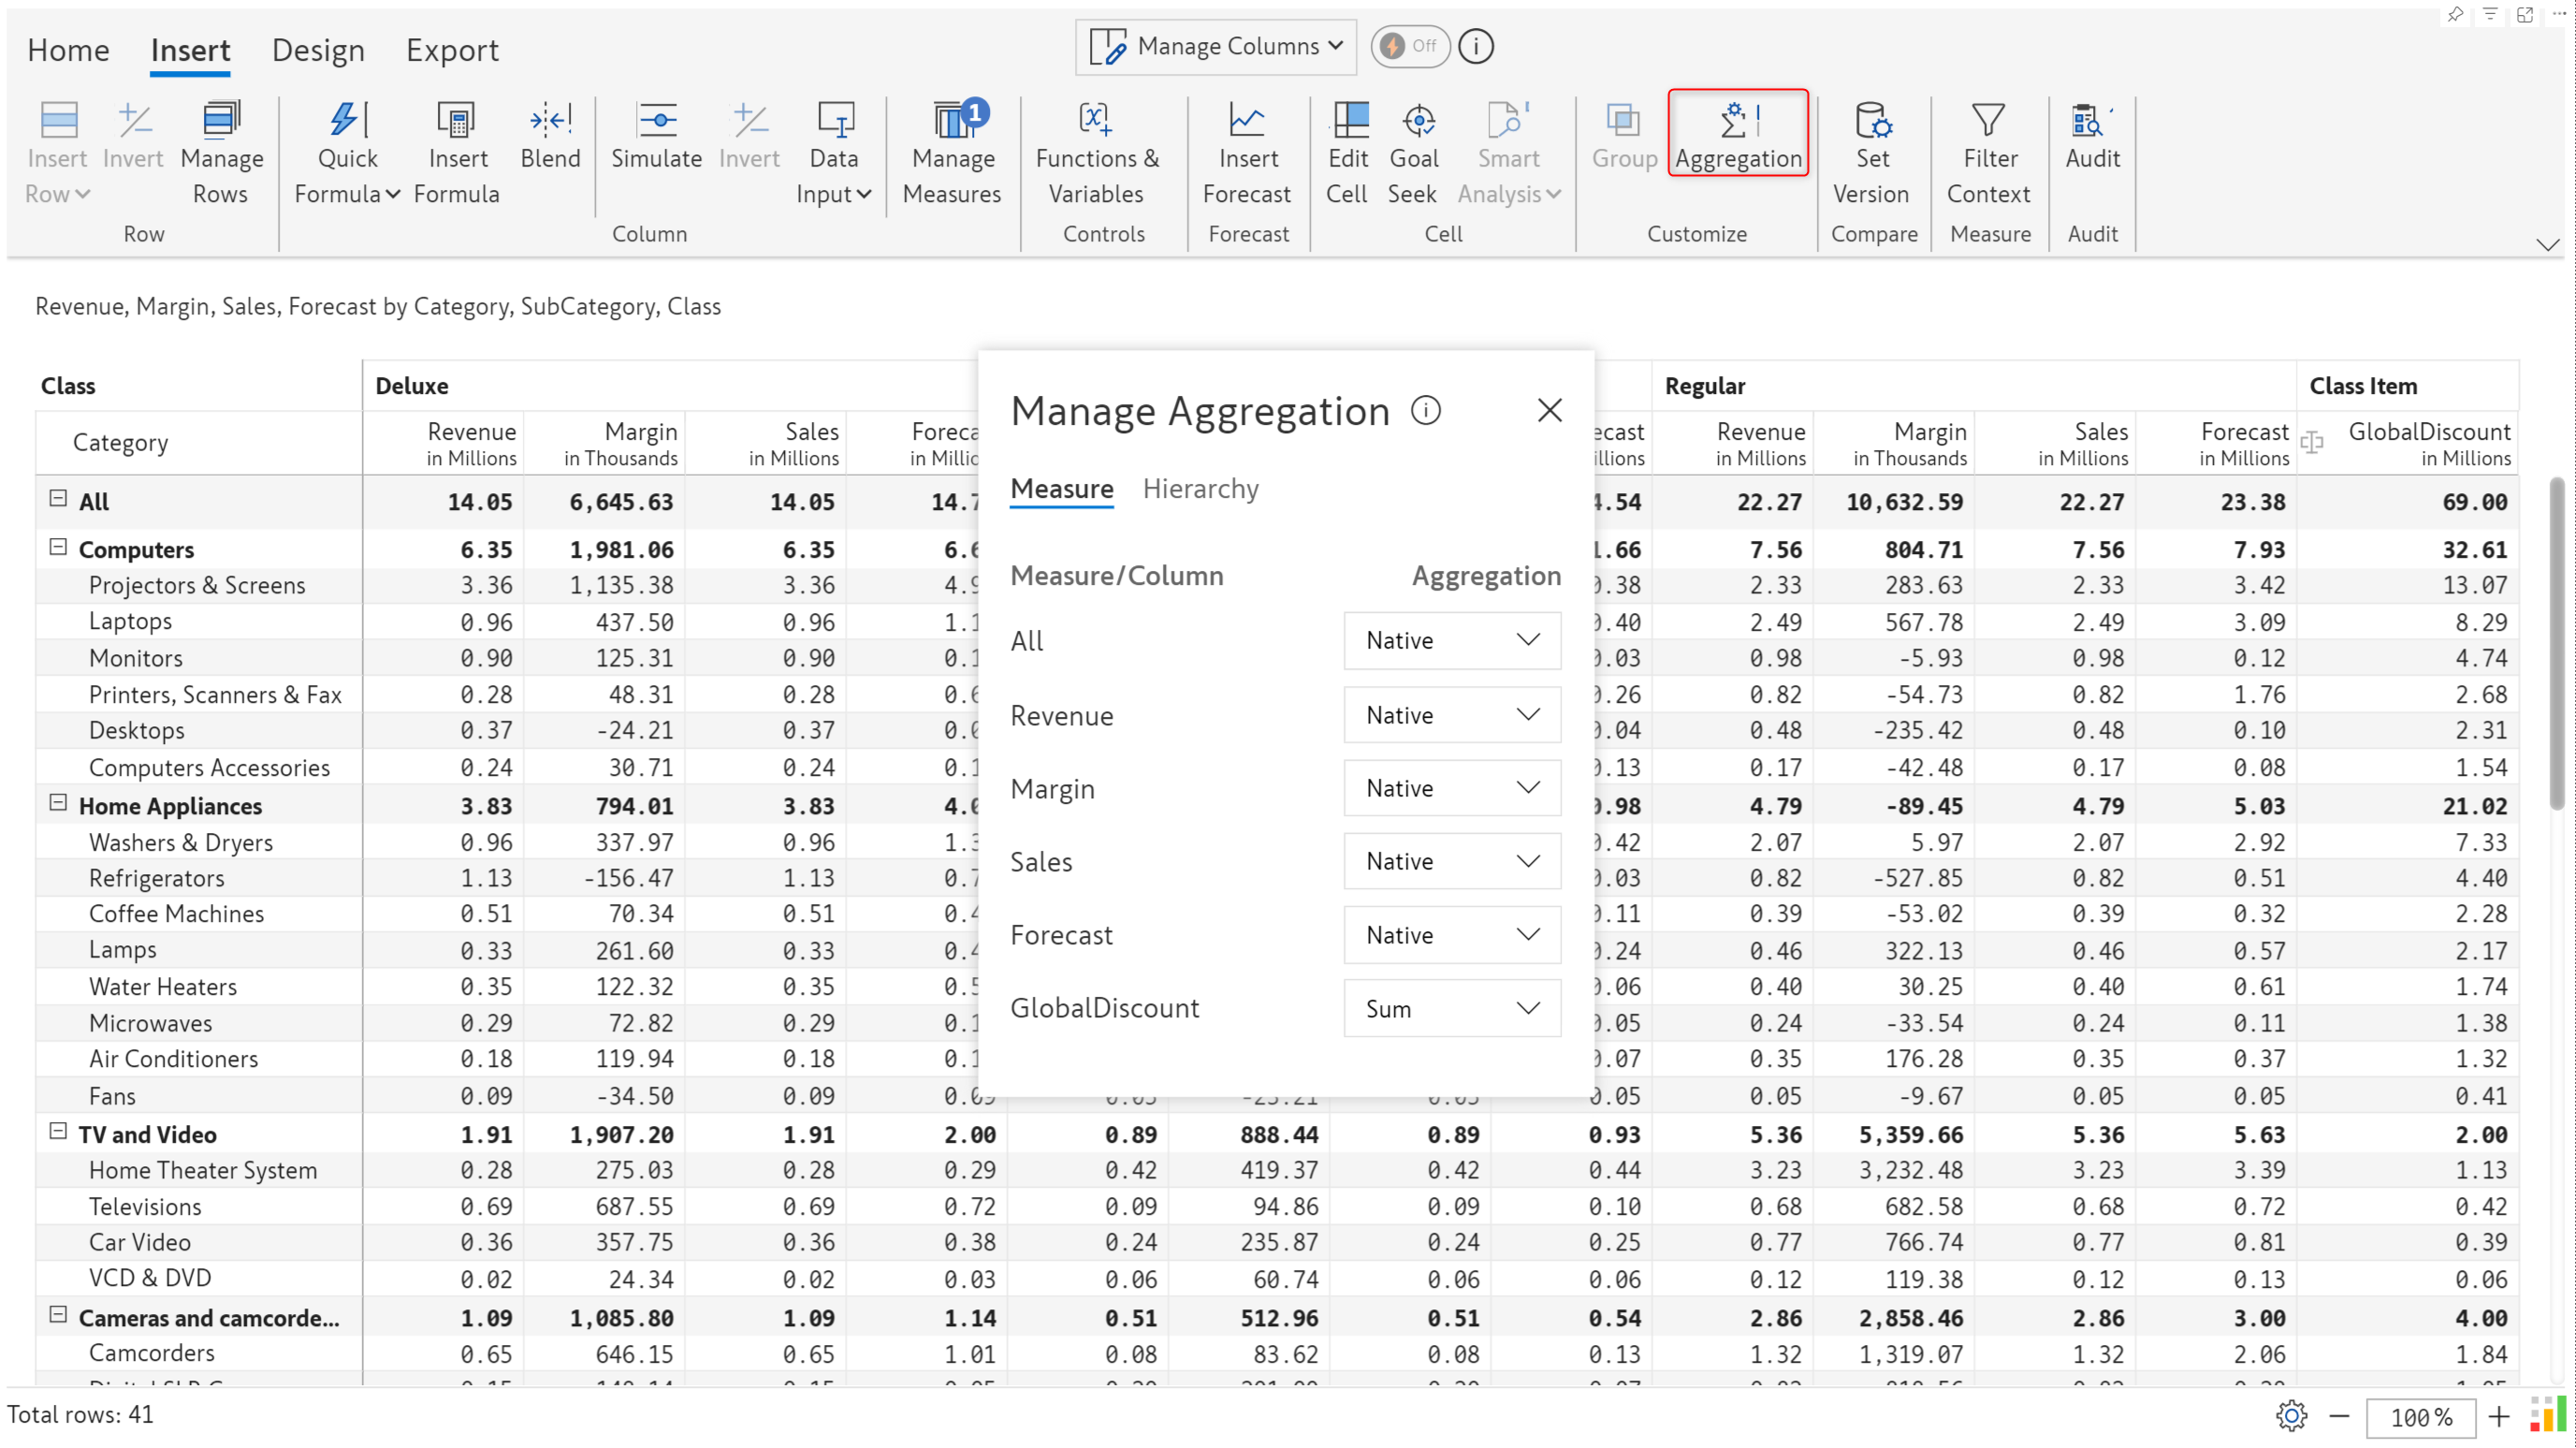 Home Insert Design Export Manage Columns Off
Insert Row Invert Manage Rows Quick Formula Insert Formula Blend Simulate Invert Data Input Manage Measures 1 Functions & Variables Insert Forecast Edit Cell Goal Seek Smart Analysis Group Aggregation Set Version Filter Context Audit
Row Column Controls Forecast Cell Customize Compare Measure Audit
Revenue, Margin, Sales, Forecast by Category, SubCategory, Class
Class Deluxe Regular Class Item
Category Revenue Margin Sales Revenue Margin Sales Forecast GlobalDiscount
in Millions in Thousands in Millions in Millions in Thousands in Millions in Millions in Millions
All 14.05 6,645.63 14.05 22.27 10,632.59 22.27 23.38 69.00
Computers 6.35 1,981.06 6.35 7.56 804.71 7.56 7.93 32.61
Projectors & Screens 3.36 1,135.38 3.36 2.33 283.63 2.33 3.42 13.07
Laptops 0.96 437.50 0.96 0.40 2.49 567.78 2.49 3.09 8.29
Monitors 0.90 125.31 0.90 0.03 0.98 -5.93 0.98 0.12 4.74
Printers, Scanners & Fax 0.28 48.31 0.28 0.26 0.82 -54.73 0.82 1.76 2.68
Desktops 0.37 -24.21 0.37 0.04 0.48 -235.42 0.48 0.10 2.31
Computers Accessories 0.24 30.71 0.24 0.13 0.17 -42.48 0.17 0.08 1.54
Home Appliances 3.83 794.01 3.83 4.79 -89.45 4.79 5.03 21.02
Washers & Dryers 0.96 337.97 0.96 0.42 2.07 5.97 2.07 2.92 7.33
Refrigerators 1.13 -156.47 1.13 0.03 0.82 -527.85 0.82 0.51 4.40
Coffee Machines 0.51 70.34 0.51 0.11 0.39 -53.02 0.39 0.32 2.28
Lamps 0.33 261.60 0.33 0.24 0.46 322.13 0.46 0.57 2.17
Water Heaters 0.35 122.32 0.35 0.06 0.40 30.25 0.40 0.61 1.74
Microwaves 0.29 72.82 0.29 0.05 0.24 -33.54 0.24 0.11 1.38
Air Conditioners 0.18 119.94 0.18 0.07 0.35 176.28 0.35 0.37 1.32
Fans 0.09 -34.50 0.09 0.09 0.05 0.05 -9.67 0.05 0.05 0.41
TV and Video 1.91 1,907.20 1.91 2.00 0.89 888.44 0.89 0.93 5.36 5,359.66 5.36 5.63 2.00
Home Theater System 0.28 275.03 0.28 0.29 0.42 419.37 0.42 0.44 3.23 3,232.48 3.23 3.39 1.13
Televisions 0.69 687.55 0.69 0.72 0.09 94.86 0.09 0.10 0.68 682.58 0.68 0.72 0.42
Car Video 0.36 357.75 0.36 0.38 0.24 235.87 0.24 0.25 0.77 766.74 0.77 0.81 0.39
VCD & DVD 0.02 24.34 0.02 0.03 0.06 60.74 0.06 0.06 0.12 119.38 0.12 0.13 0.06
Cameras and camcorde... 1.09 1,085.80 1.09 1.14 0.51 512.96 0.51 0.54 2.86 2,858.46 2.86 3.00 4.00
Camcorders 0.65 646.15 0.65 1.01 0.08 83.62 0.08 0.13 1.32 1,319.07 1.32 2.06 1.84
Manage Aggregation
Measure Hierarchy
Measure/Column Aggregation
All Native
Revenue Native
Margin Native
Sales Native
Forecast Native
GlobalDiscount Sum
Total rows: 41 100 %